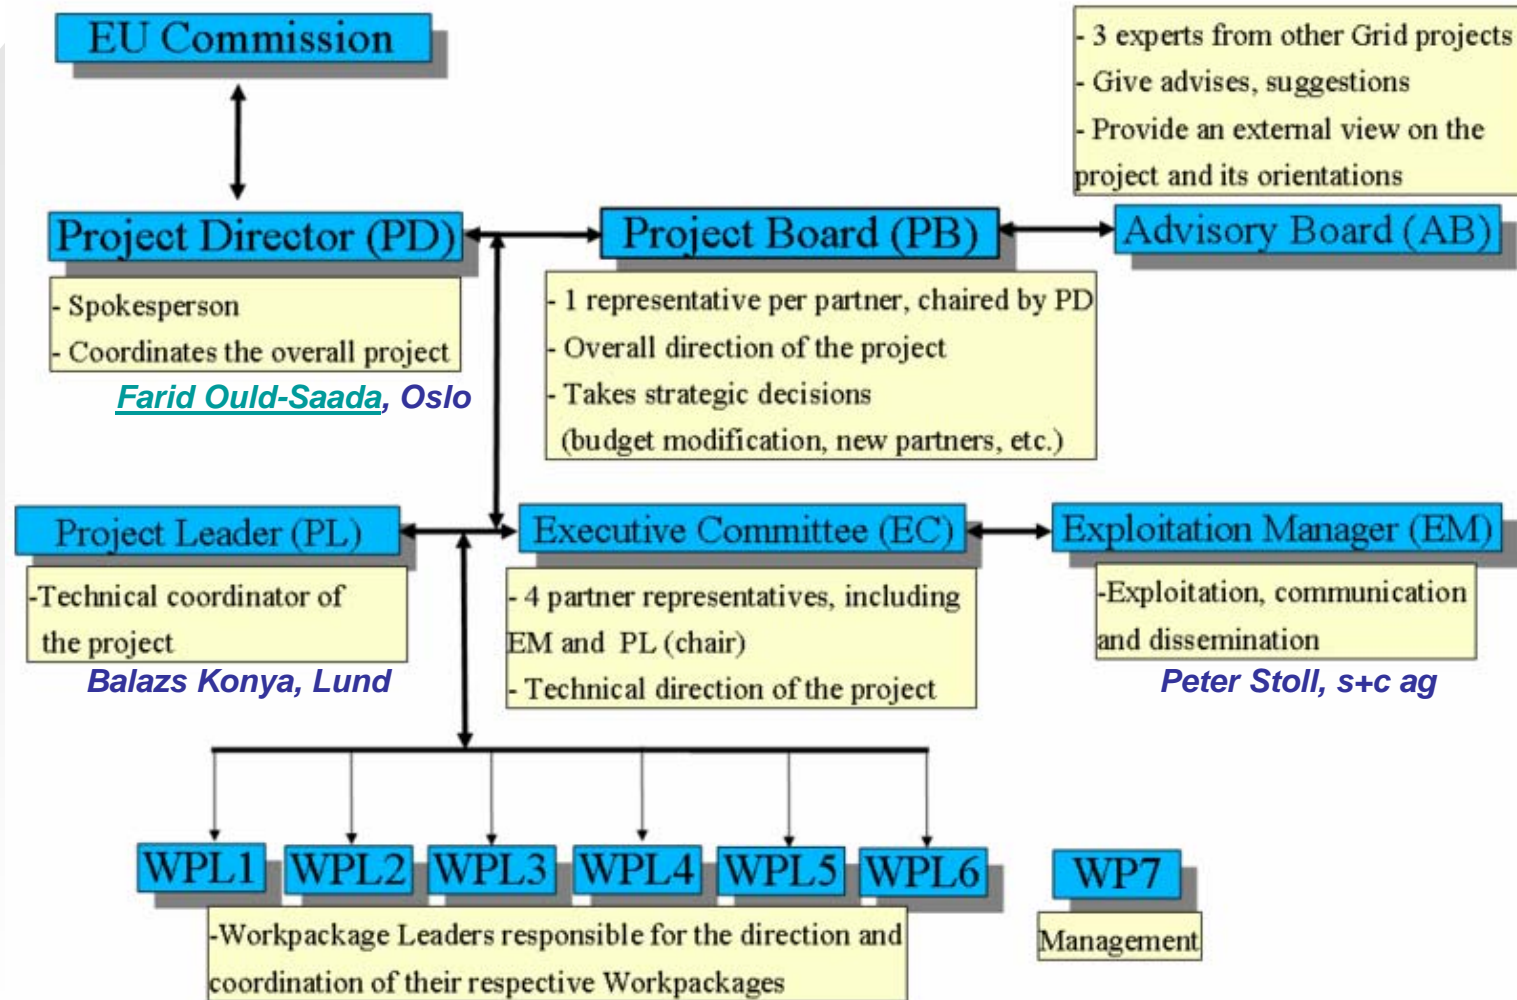 EU Commission
- 3 experts from other Grid projects
- Give advises, suggestions
- Provide an external view on the
project and its orientations
Project Director (PD)
Project Board (PB)
Advisory Board (AB)
- Spokesperson
- Coordinates the overall project
Farid Ould-Saada, Oslo
- 1 representative per partner, chaired by PD
- Overall direction of the project
- Takes strategic decisions
(budget modification, new partners, etc.)
Project Leader (PL)
Executive Committee (EC)
Exploitation Manager (EM)
-Technical coordinator of
the project
Balazs Konya, Lund
- 4 partner representatives, including
EM and PL (chair)
- Technical direction of the project
-Exploitation, communication
and dissemination
Peter Stoll, s+c ag
WPL1
WPL2
WPL3
WPL4
WPL5
WPL6
WP7
-Workpackage Leaders responsible for the direction and
coordination of their respective Workpackages
Management